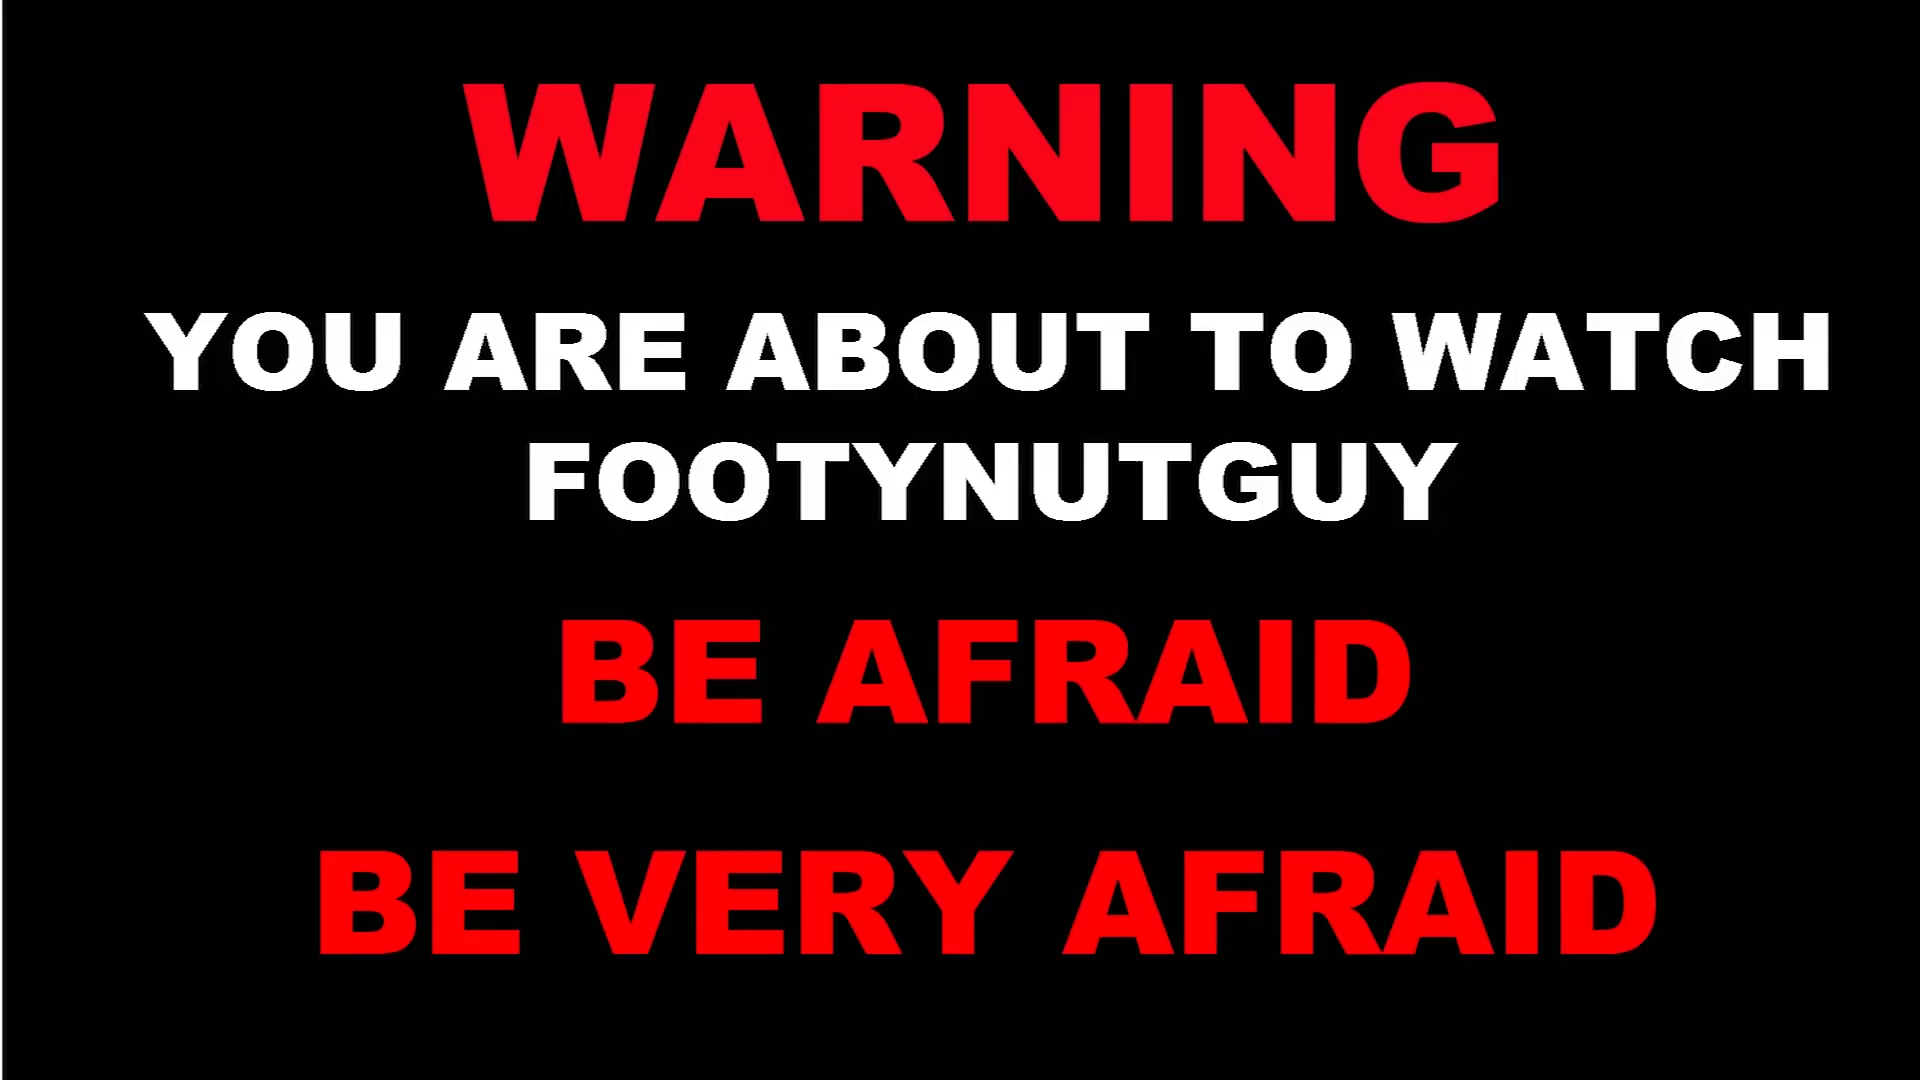 WARNING
YOU ARE ABOUT TO WATCH
FOOTYNUTGUY
BE AFRAID
BE VERY AFRAID